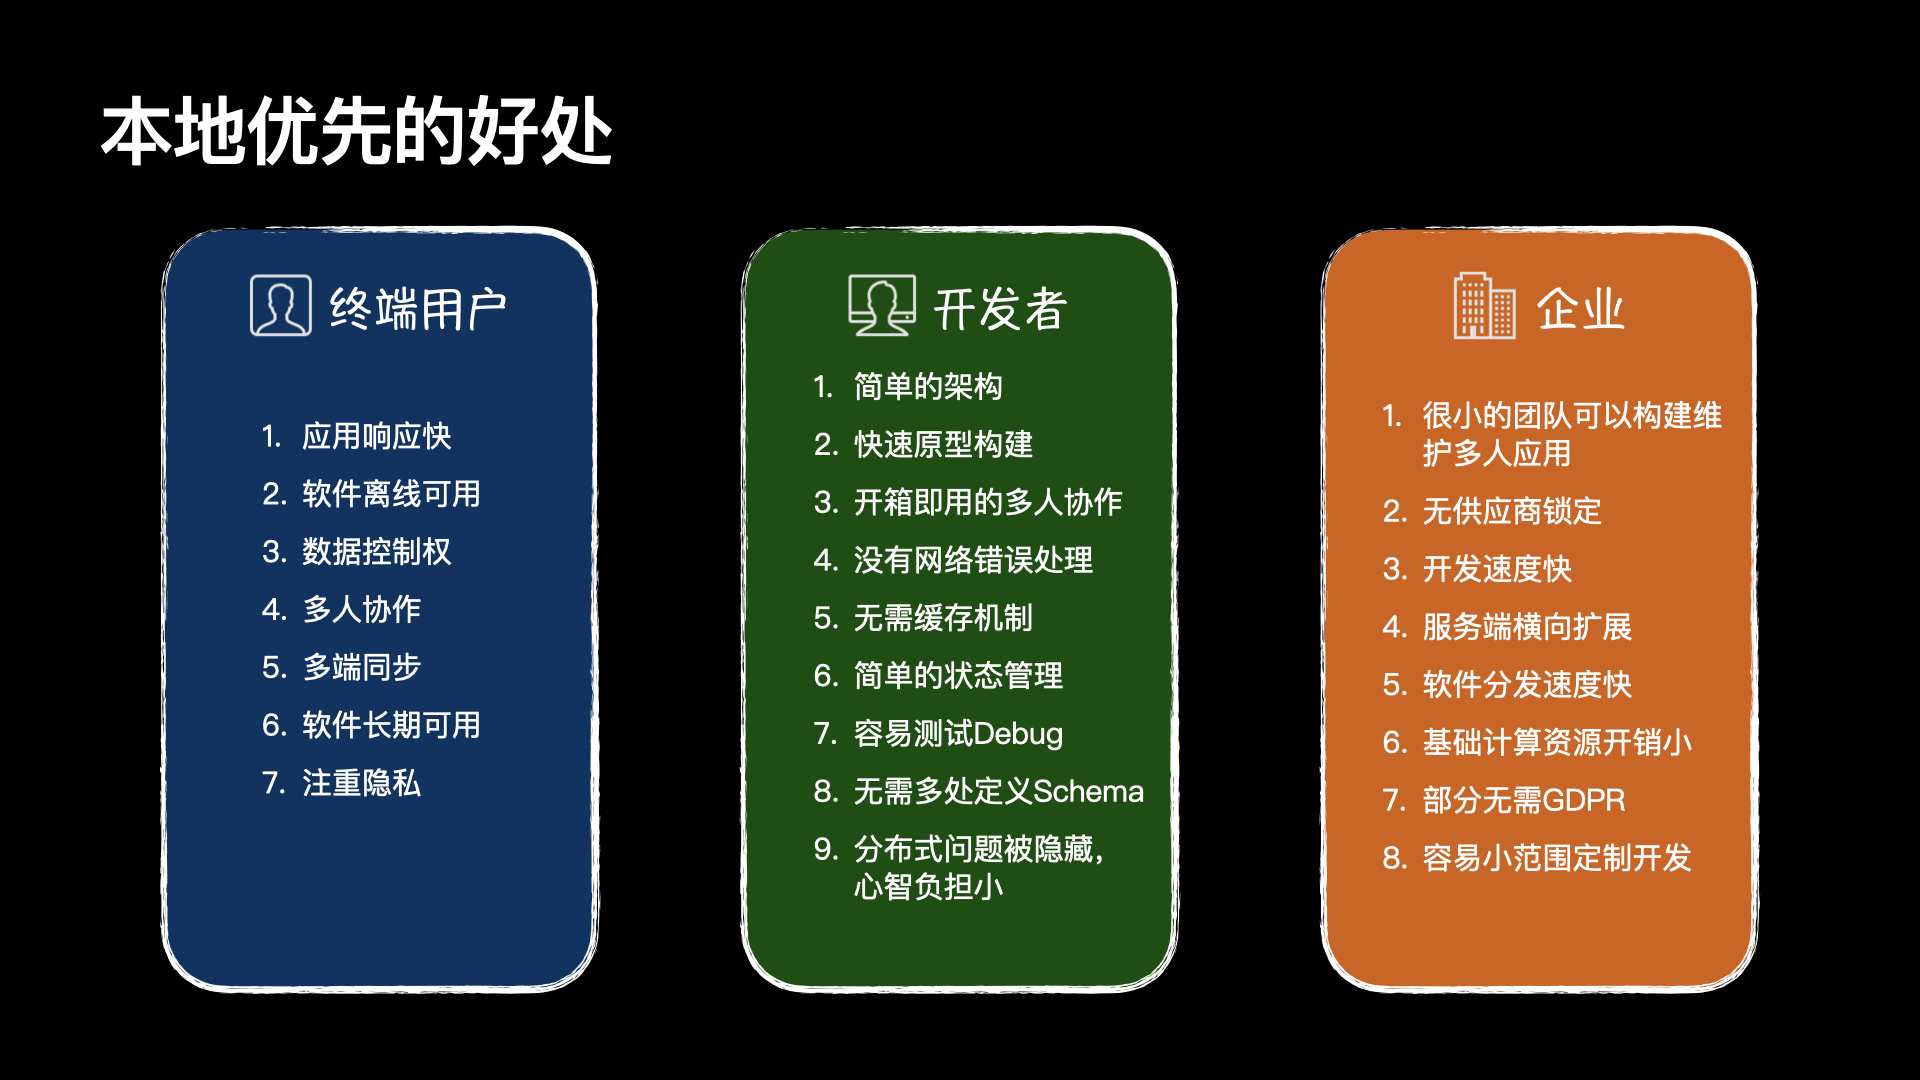 本地优先的好处
终端用户
1. 应用响应快
2. 软件离线可用
3. 数据控制权
4. 多人协作
5. 多端同步
6. 软件长期可用
7. 注重隐私
开发者
1. 简单的架构
2. 快速原型构建
3. 开箱即用的多人协作
4. 没有网络错误处理
5. 无需缓存机制
6. 简单的状态管理
7. 容易测试Debug
8. 无需多处定义Schema
9. 分布式问题被隐藏，
心智负担小
企业
1. 很小的团队可以构建维
护多人应用
2. 无供应商锁定
3. 开发速度快
4. 服务端横向扩展
5. 软件分发速度快
6. 基础计算资源开销小
7. 部分无需GDPR
8. 容易小范围定制开发